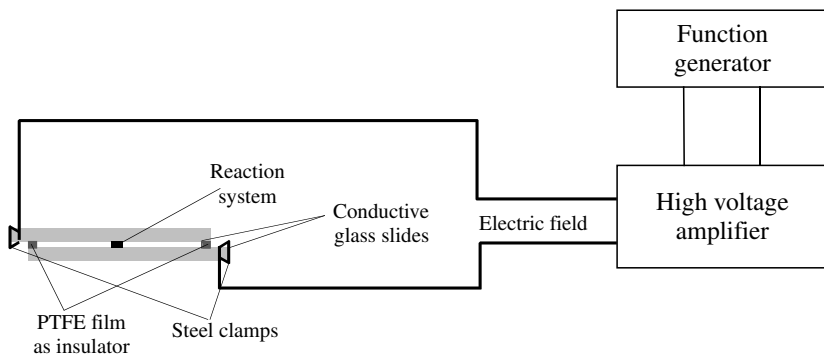 Function
generator
Reaction
system
High voltage
amplifier
Conductive
glass slides
Electric field
PTFE film
as insulator
Steel clamps